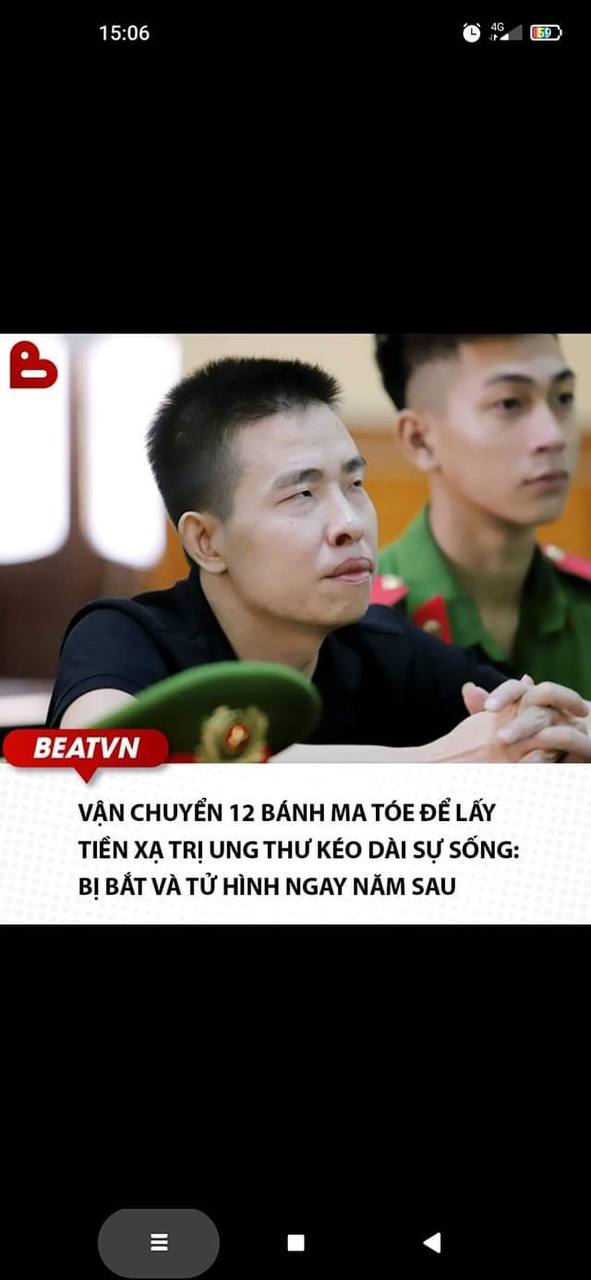 15:06
4G
59
BEATVN
VẬN CHUYỂN 12 BÁNH MA TÓE ĐỂ LẤY
TIỀN XẠ TRỊ UNG THƯ KÉO DÀI SỰ SỐNG:
BỊ BẮT VÀ TỬ HÌNH NGAY NĂM SAU